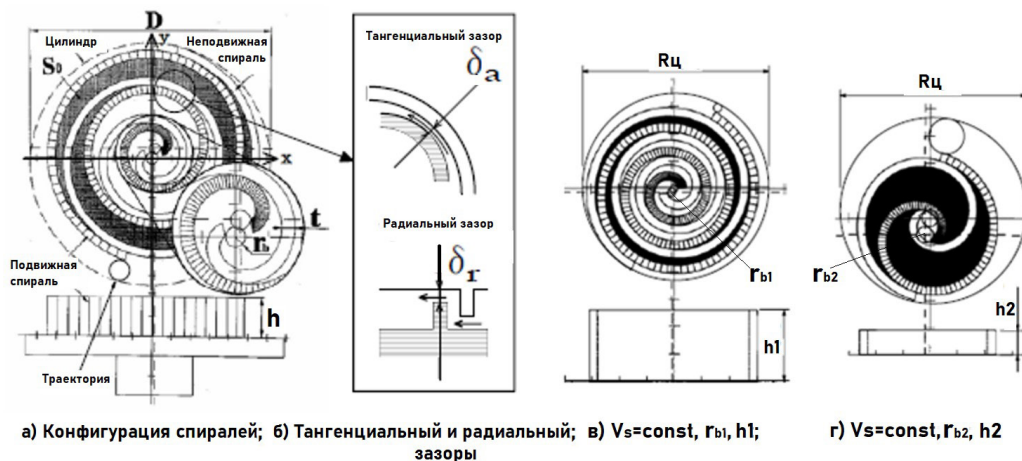 D
y
Цилиндр
Неподвижная
спираль
S₀
x
t
rb
Подвижная
спираль
h
Траектория
Тангенциальный зазор
δa
Радиальный зазор
δr
Rц
rb1
h1
Rц
rb2
h2
а) Конфигурация спиралей; б) Тангенциальный и радиальный; в) Vs=const, rb1, h1; г) Vs=const, rb2, h2
зазоры